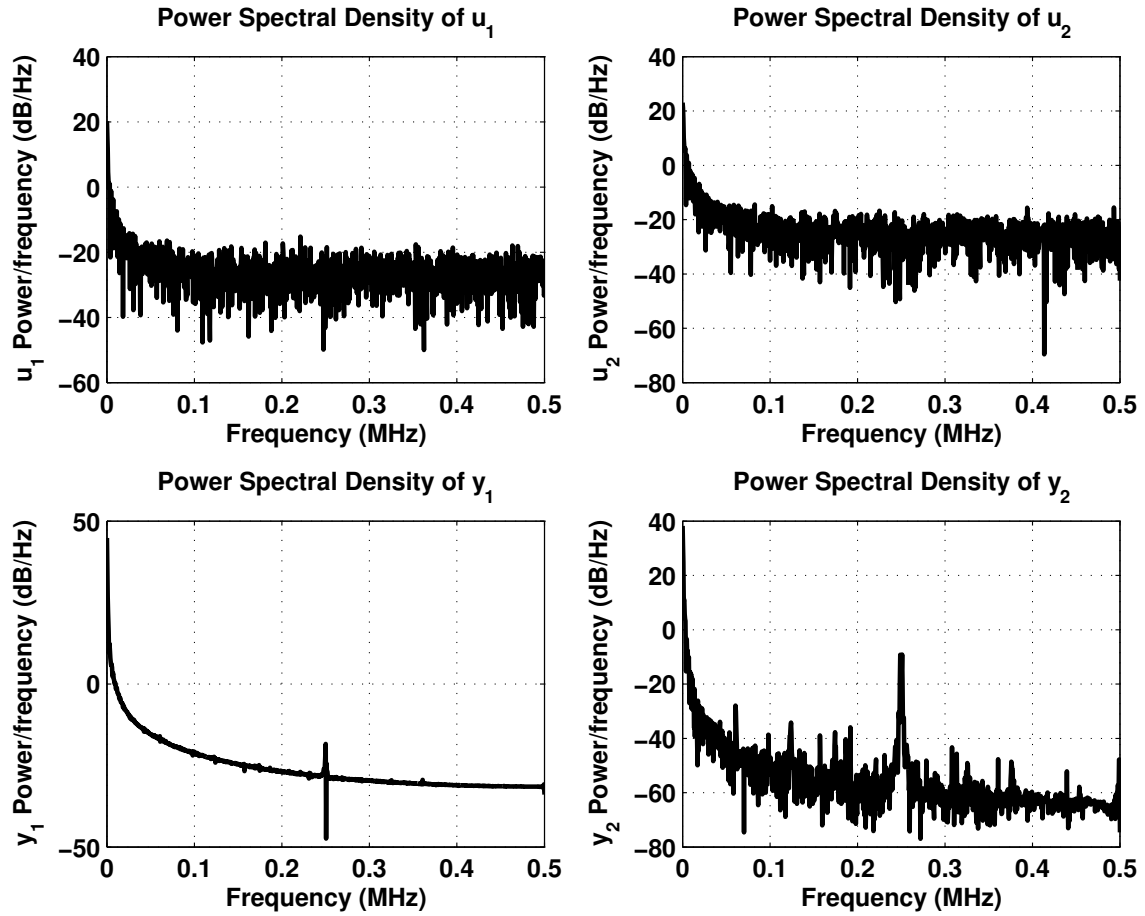 Power Spectral Density of u₁
u₁ Power/frequency (dB/Hz)
40
20
0
−20
−40
−60
0 0.1 0.2 0.3 0.4 0.5
Frequency (MHz)
Power Spectral Density of u₂
u₂ Power/frequency (dB/Hz)
40
20
0
−20
−40
−60
−80
0 0.1 0.2 0.3 0.4 0.5
Frequency (MHz)
Power Spectral Density of y₁
y₁ Power/frequency (dB/Hz)
50
0
−50
0 0.1 0.2 0.3 0.4 0.5
Frequency (MHz)
Power Spectral Density of y₂
y₂ Power/frequency (dB/Hz)
40
20
0
−20
−40
−60
−80
0 0.1 0.2 0.3 0.4 0.5
Frequency (MHz)